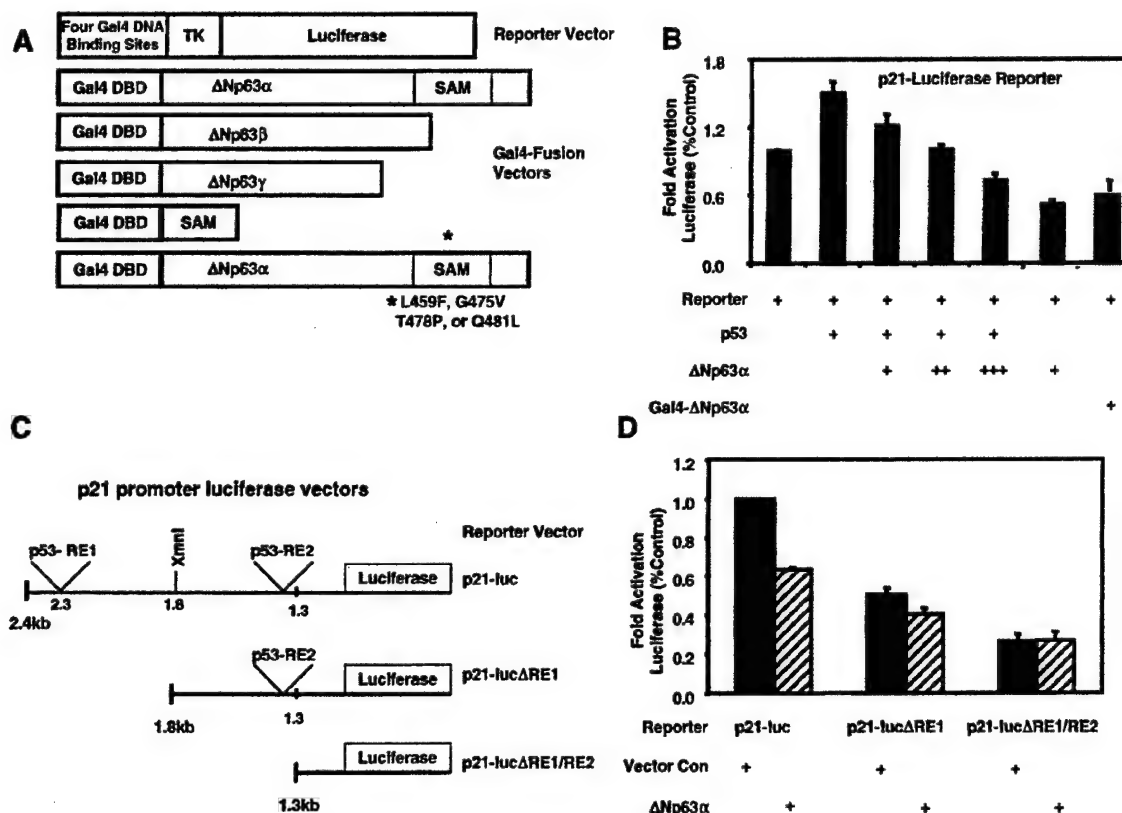 A
Four Gal4 DNA
Binding Sites
TK
Luciferase
Reporter Vector
Gal4 DBD
ΔNp63α
SAM
Gal4 DBD
ΔNp63β
Gal4-Fusion
Vectors
Gal4 DBD
ΔNp63γ
Gal4 DBD
SAM
*
Gal4 DBD
ΔNp63α
SAM
* L459F, G475V
T478P, or Q481L
B
p21-Luciferase Reporter
Fold Activation
Luciferase (%Control)
1.8
1.2
0.6
0.0
Reporter + + + + + + +
p53 + + + +
ΔNp63α + ++ +++ +
Gal4-ΔNp63α +
C
p21 promoter luciferase vectors
Reporter Vector
p53- RE1
XmnI
p53-RE2
Luciferase
p21-luc
2.3
1.8
1.3
2.4kb
p53-RE2
Luciferase
p21-lucΔRE1
1.3
1.8kb
Luciferase
p21-lucΔRE1/RE2
1.3kb
D
Fold Activation
Luciferase (%Control)
1.2
1.0
0.8
0.6
0.4
0.2
0.0
Reporter p21-luc p21-lucΔRE1 p21-lucΔRE1/RE2
Vector Con + + +
ΔNp63α + + +